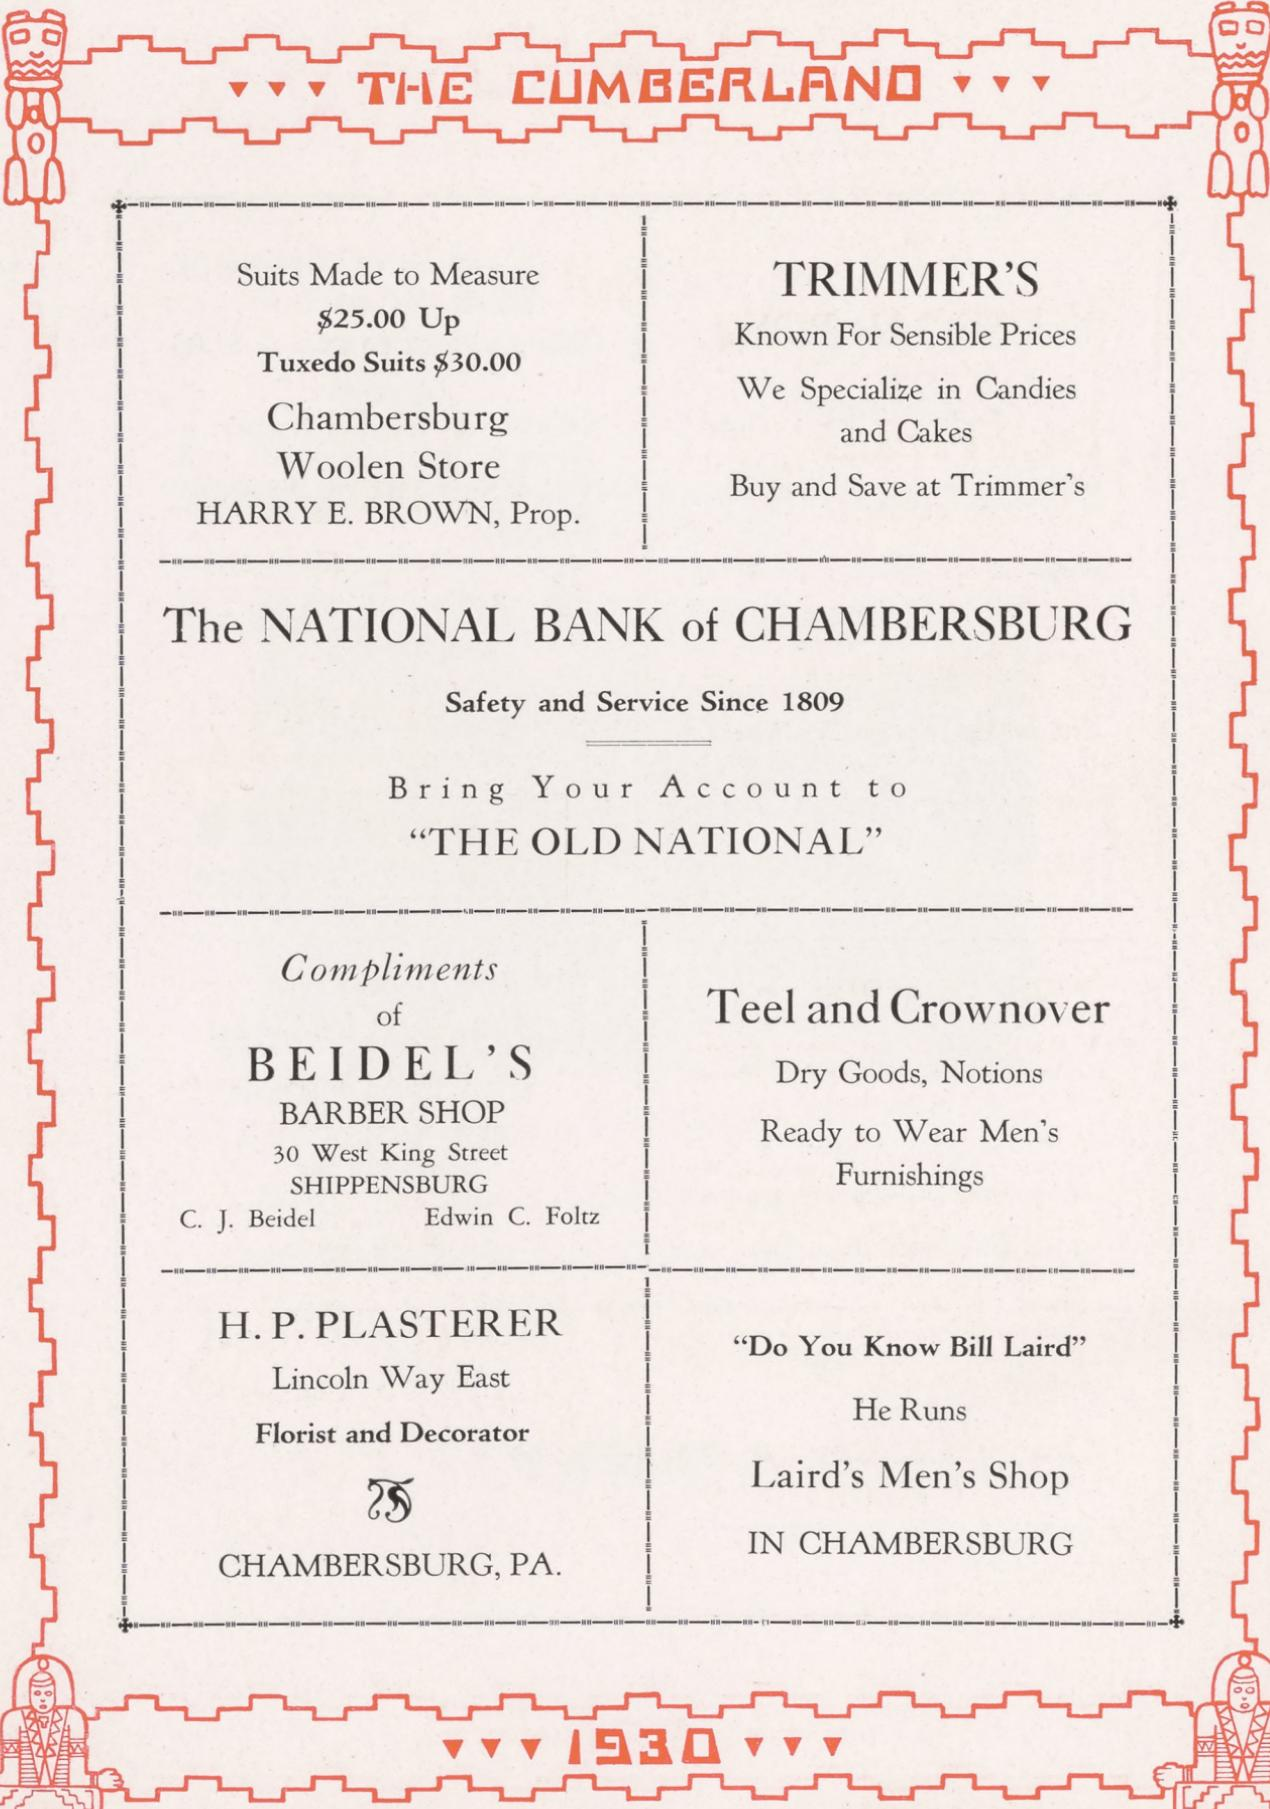 THE CUMBERLAND
Suits Made to Measure
$25.00 Up
Tuxedo Suits $30.00
Chambersburg
Woolen Store
HARRY E. BROWN, Prop.
TRIMMER'S
Known For Sensible Prices
We Specialize in Candies
and Cakes
Buy and Save at Trimmer's
The NATIONAL BANK of CHAMBERSBURG
Safety and Service Since 1809
Bring Your Account to
“THE OLD NATIONAL”
Compliments
of
BEIDEL'S
BARBER SHOP
30 West King Street
SHIPPENSBURG
C. J. Beidel Edwin C. Foltz
Teel and Crownover
Dry Goods, Notions
Ready to Wear Men's
Furnishings
H. P. PLASTERER
Lincoln Way East
Florist and Decorator
CHAMBERSBURG, PA.
“Do You Know Bill Laird”
He Runs
Laird's Men's Shop
IN CHAMBERSBURG
1930